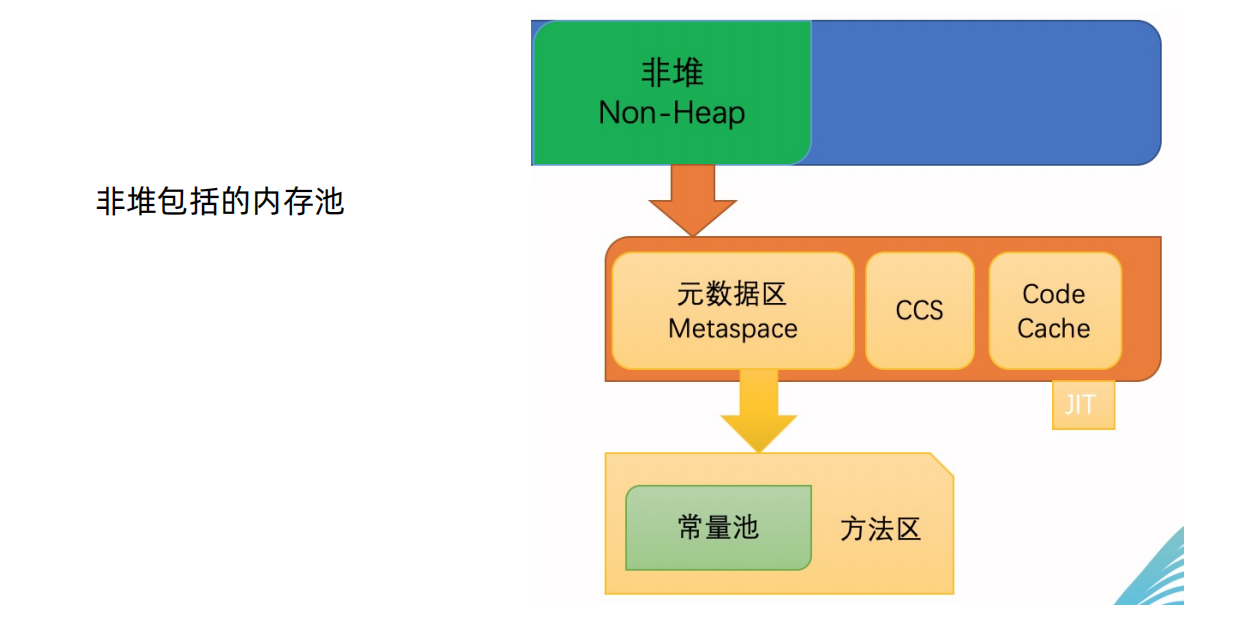 非堆包括的内存池
非堆
Non-Heap
元数据区
Metaspace
CCS
Code
Cache
JIT
常量池
方法区